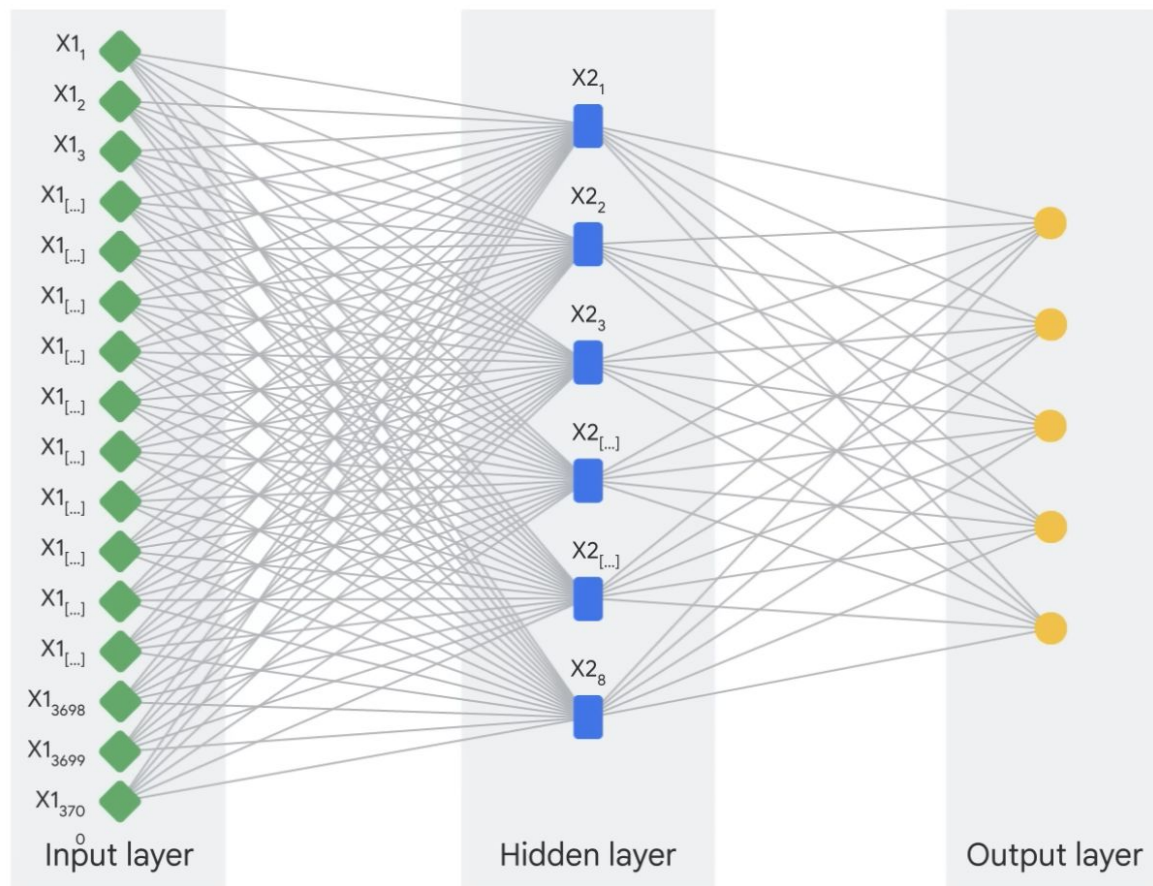 X1₁
X1₂
X1₃
X1[...]
X1[...]
X1[...]
X1[...]
X1[...]
X1[...]
X1[...]
X1[...]
X1[...]
X1[...]
X1₃₆₉₈
X1₃₆₉₉
X1₃₇₀
₀
Input layer
X2₁
X2₂
X2₃
X2[...]
X2[...]
X2₈
Hidden layer
Output layer